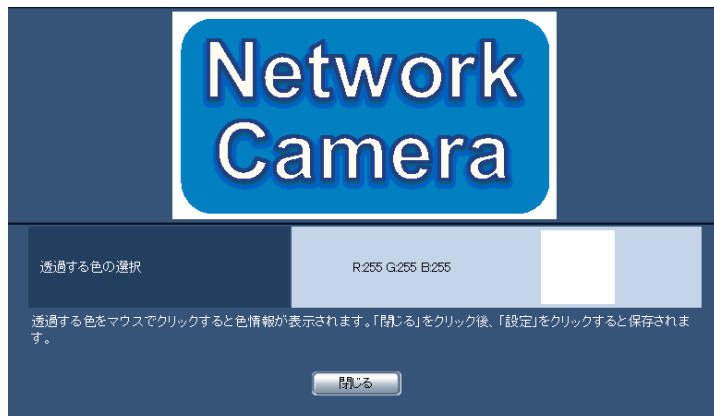 Network
Camera
透過する色の選択
R:255 G:255 B:255
透過する色をマウスでクリックすると色情報が表示されます。「閉じる」をクリック後、「設定」をクリックすると保存されま
す。
閉じる